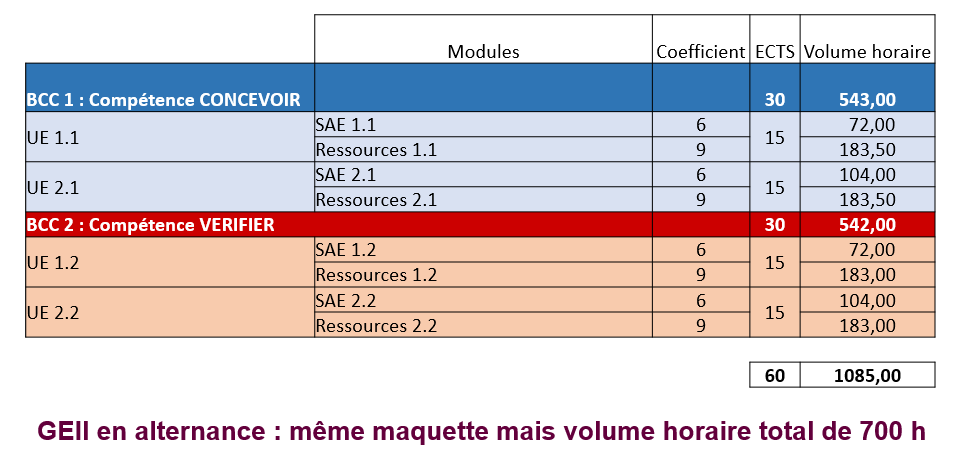 Modules Coefficient ECTS Volume horaire
BCC 1 : Compétence CONCEVOIR 30 543,00
UE 1.1 SAE 1.1 6 15 72,00
Ressources 1.1 9 183,50
UE 2.1 SAE 2.1 6 15 104,00
Ressources 2.1 9 183,50
BCC 2 : Compétence VERIFIER 30 542,00
UE 1.2 SAE 1.2 6 15 72,00
Ressources 1.2 9 183,00
UE 2.2 SAE 2.2 6 15 104,00
Ressources 2.2 9 183,00
60 1085,00
GEII en alternance : même maquette mais volume horaire total de 700 h